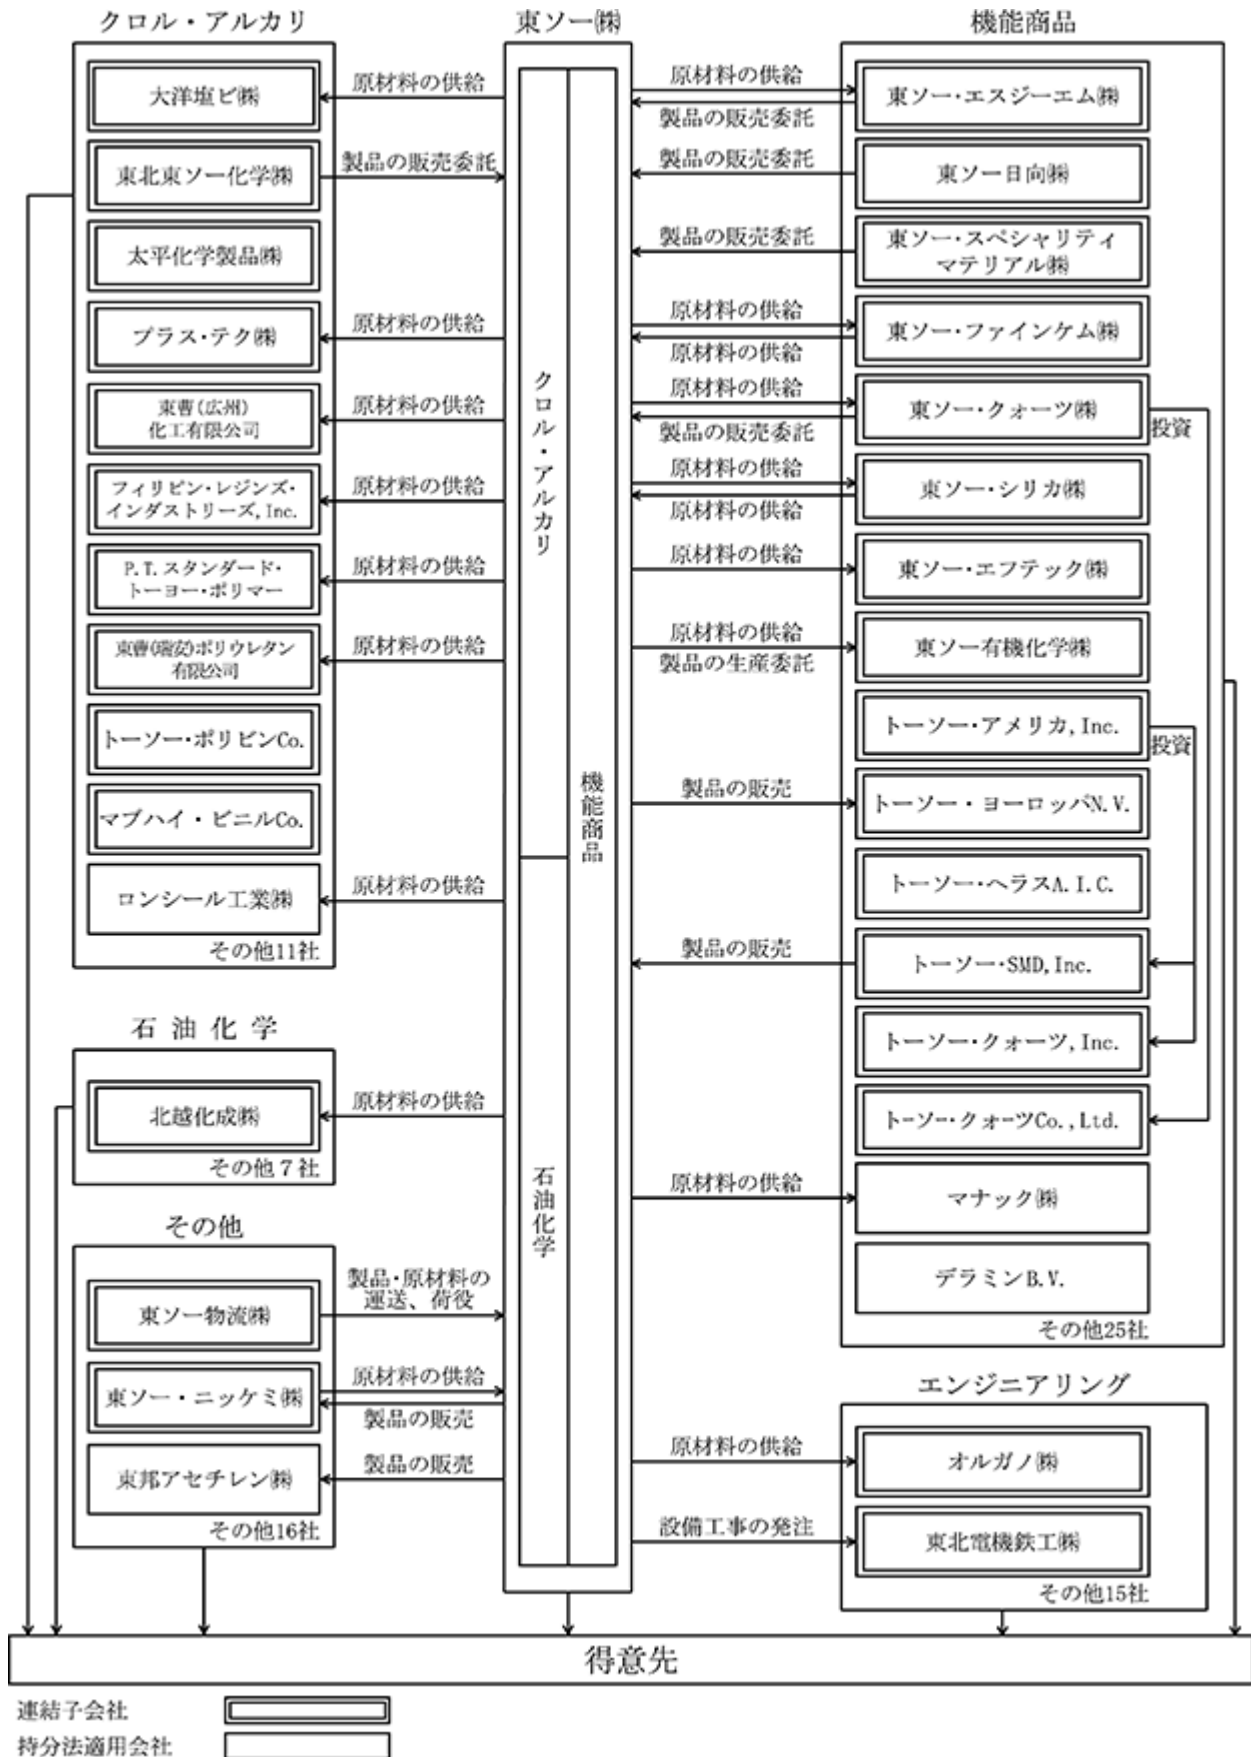 クロル・アルカリ
大洋塩ビ㈱
東北東ソー化学㈱
太平化学製品㈱
プラス・テク㈱
東曹(広州)
化工有限公司
フィリピン・レジンズ・
インダストリーズ,Inc.
P.T.スタンダード・
トーヨー・ポリマー
東曹(瑞安)ポリウレタン
有限公司
トーソー・ポリビンCo.
マブハイ・ビニルCo.
ロンシール工業㈱
その他11社
原材料の供給
製品の販売委託
原材料の供給
原材料の供給
原材料の供給
原材料の供給
原材料の供給
原材料の供給
石油化学
北越化成㈱
その他7社
原材料の供給
その他
東ソー物流㈱
東ソー・ニッケミ㈱
東邦アセチレン㈱
その他16社
製品・原材料の
運送、荷役
原材料の供給
製品の販売
製品の販売
東ソー㈱
クロル・アルカリ
石油化学
機能商品
原材料の供給
製品の販売委託
製品の販売委託
製品の販売委託
原材料の供給
原材料の供給
原材料の供給
製品の販売委託
原材料の供給
原材料の供給
原材料の供給
原材料の供給
製品の生産委託
製品の販売
製品の販売
原材料の供給
機能商品
東ソー・エスジーエム㈱
東ソー日向㈱
東ソー・スペシャリティ
マテリアル㈱
東ソー・ファインケム㈱
東ソー・クォーツ㈱
投資
東ソー・シリカ㈱
東ソー・エフテック㈱
東ソー有機化学㈱
トーソー・アメリカ,Inc.
投資
トーソー・ヨーロッパN.V.
トーソー・ヘラスA.I.C.
トーソー・SMD,Inc.
トーソー・クォーツ,Inc.
トーソー・クォーツCo.,Ltd.
マナック㈱
デラミンB.V.
その他25社
エンジニアリング
原材料の供給
オルガノ㈱
設備工事の発注
東北電機鉄工㈱
その他15社
得意先
連結子会社
持分法適用会社